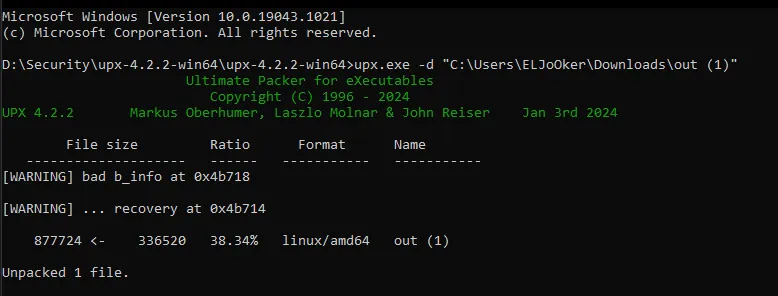 Microsoft Windows [Version 10.0.19043.1021]
(c) Microsoft Corporation. All rights reserved.
D:\Security\upx-4.2.2-win64\upx-4.2.2-win64>upx.exe -d "C:\Users\ELJoOker\Downloads\out (1)"
Ultimate Packer for eXecutables
Copyright (C) 1996 - 2024
UPX 4.2.2       Markus Oberhumer, Laszlo Molnar & John Reiser    Jan 3rd 2024
File size         Ratio      Format      Name
--------------------   ------   -----------   -----------
[WARNING] bad b_info at 0x4b718
[WARNING] ... recovery at 0x4b714
877724 <-    336520   38.34%   linux/amd64   out (1)
Unpacked 1 file.